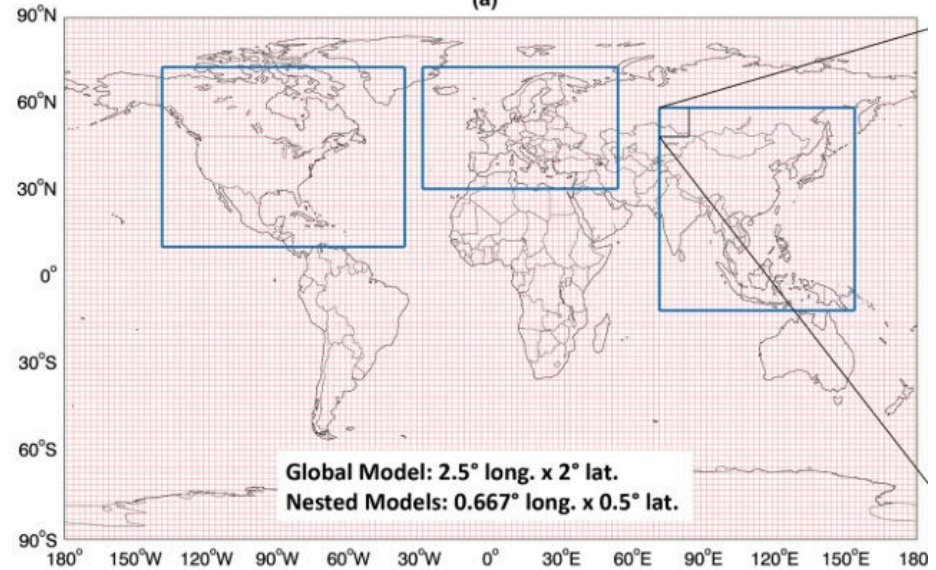 (a)
90°N
60°N
30°N
0°
30°S
60°S
90°S
Global Model: 2.5° long. x 2° lat.
Nested Models: 0.667° long. x 0.5° lat.
180° 150°W 120°W 90°W 60°W 30°W 0° 30°E 60°E 90°E 120°E 150°E 180